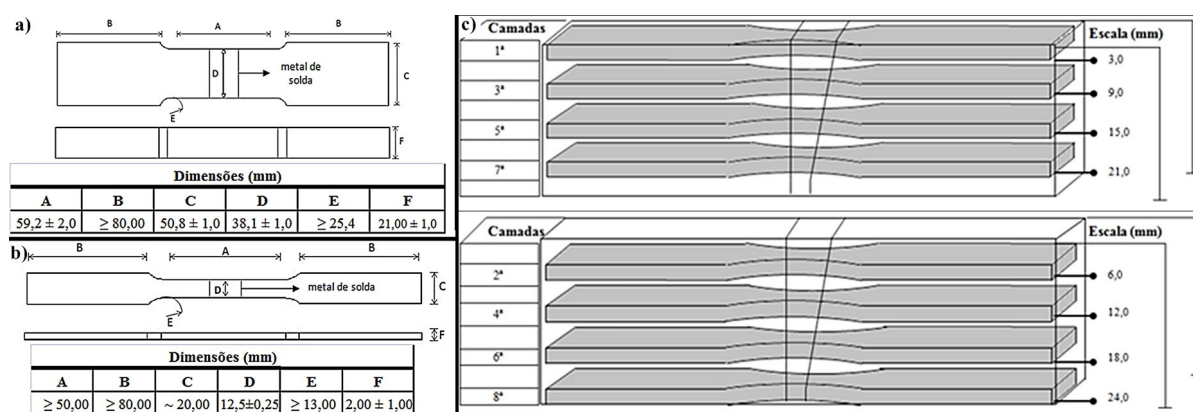 a)
B
A
B
D
metal de
solda
C
E
F
Dimensões (mm)
A B C D E F
59,2 ± 2,0 ≥ 80,00 50,8 ± 1,0 38,1 ± 1,0 ≥ 25,4 21,00 ± 1,0
b)
B
A
B
D
metal de solda
C
E
F
Dimensões (mm)
A B C D E F
≥ 50,00 ≥ 80,00 ~ 20,00 12,5±0,25 ≥ 13,00 2,00 ± 1,00
c)
Camadas
Escala (mm)
1ª
3,0
3ª
9,0
5ª
15,0
7ª
21,0
Camadas
Escala (mm)
2ª
6,0
4ª
12,0
6ª
18,0
8ª
24,0